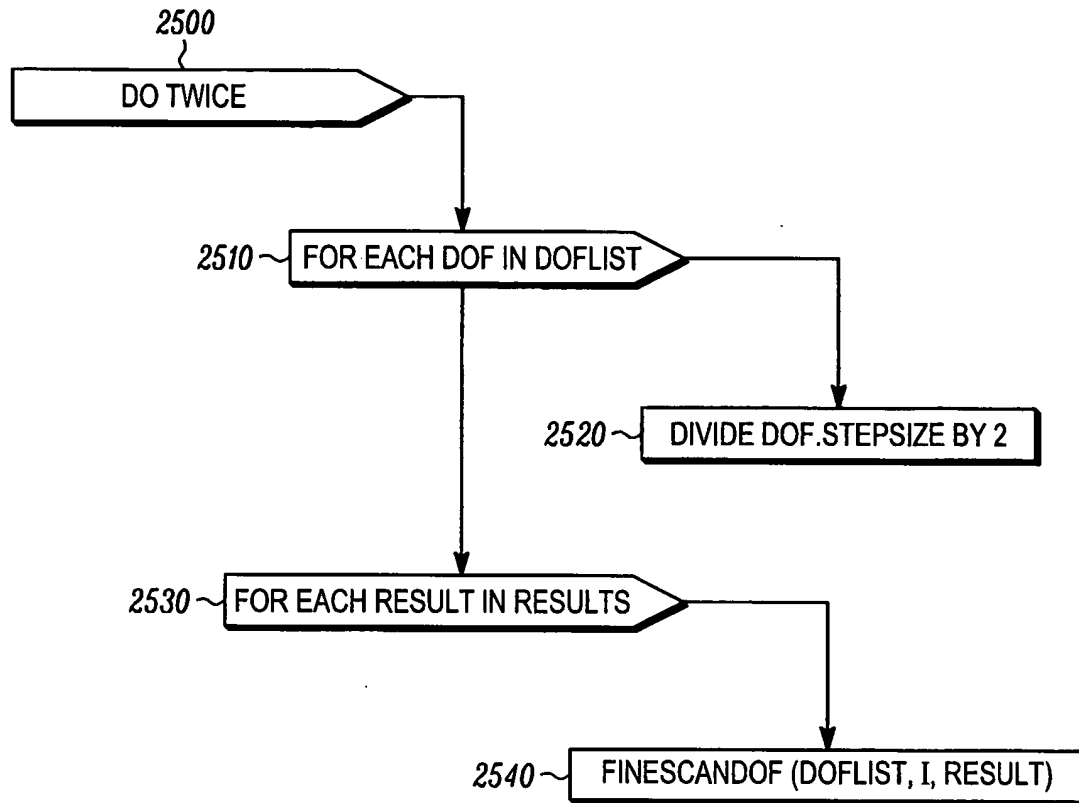 2500
DO TWICE
2510 FOR EACH DOF IN DOFLIST
2520 DIVIDE DOF.STEPSIZE BY 2
2530 FOR EACH RESULT IN RESULTS
2540 FINESCANDOF (DOFLIST, I, RESULT)